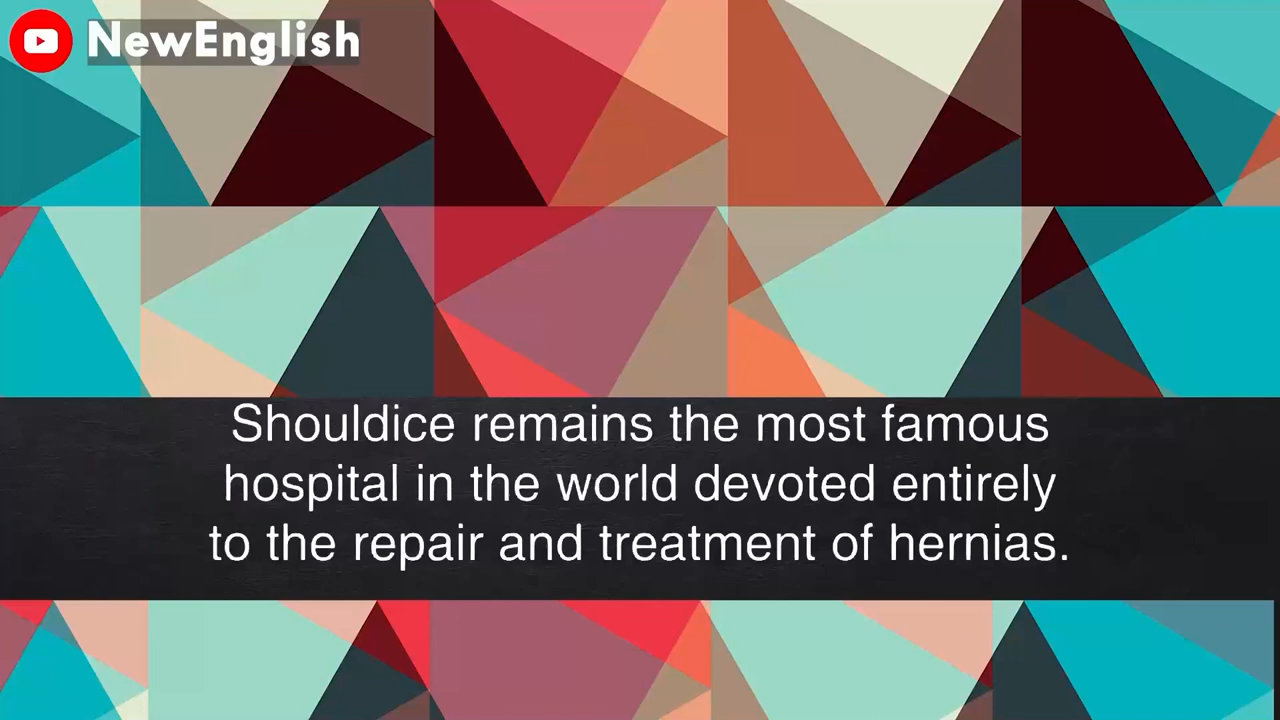 NewEnglish
Shouldice remains the most famous
hospital in the world devoted entirely
to the repair and treatment of hernias.